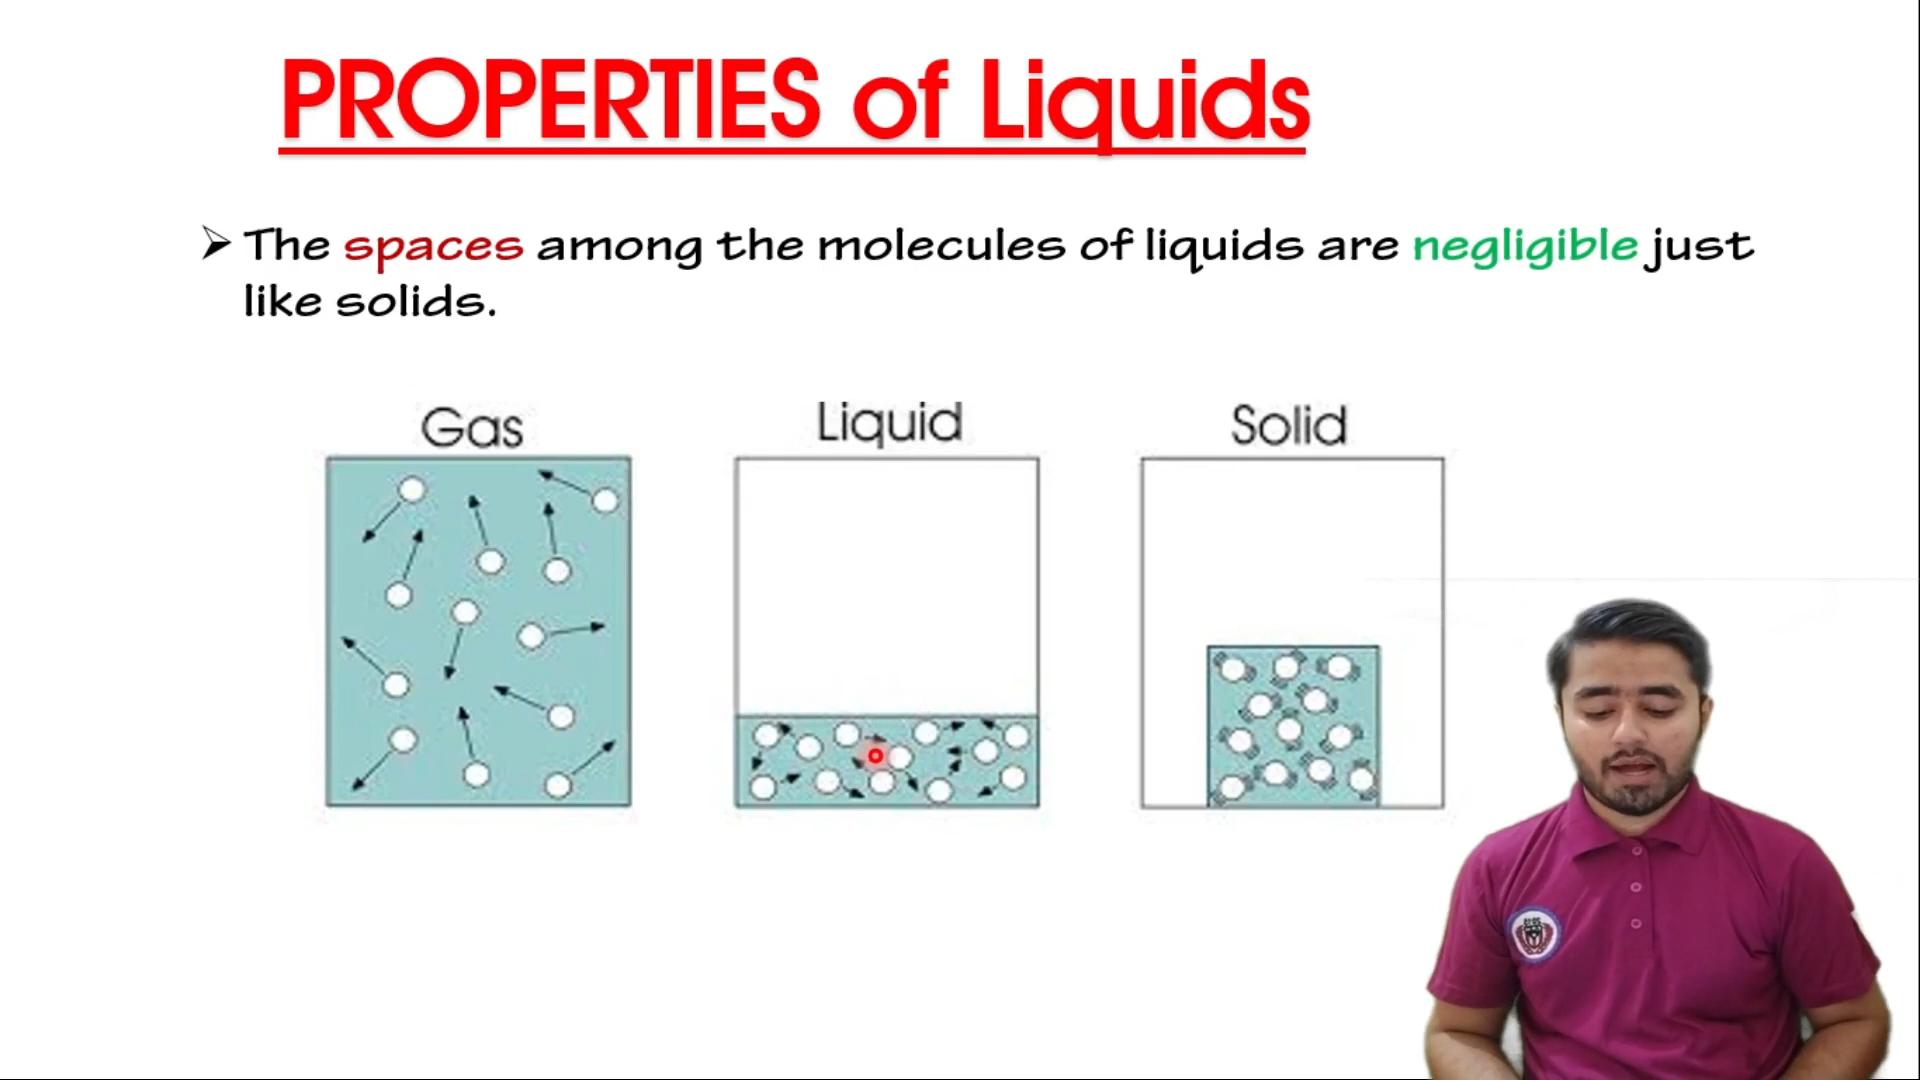 PROPERTIES of Liquids
➢ The spaces among the molecules of liquids are negligible just
like solids.
Gas
Liquid
Solid